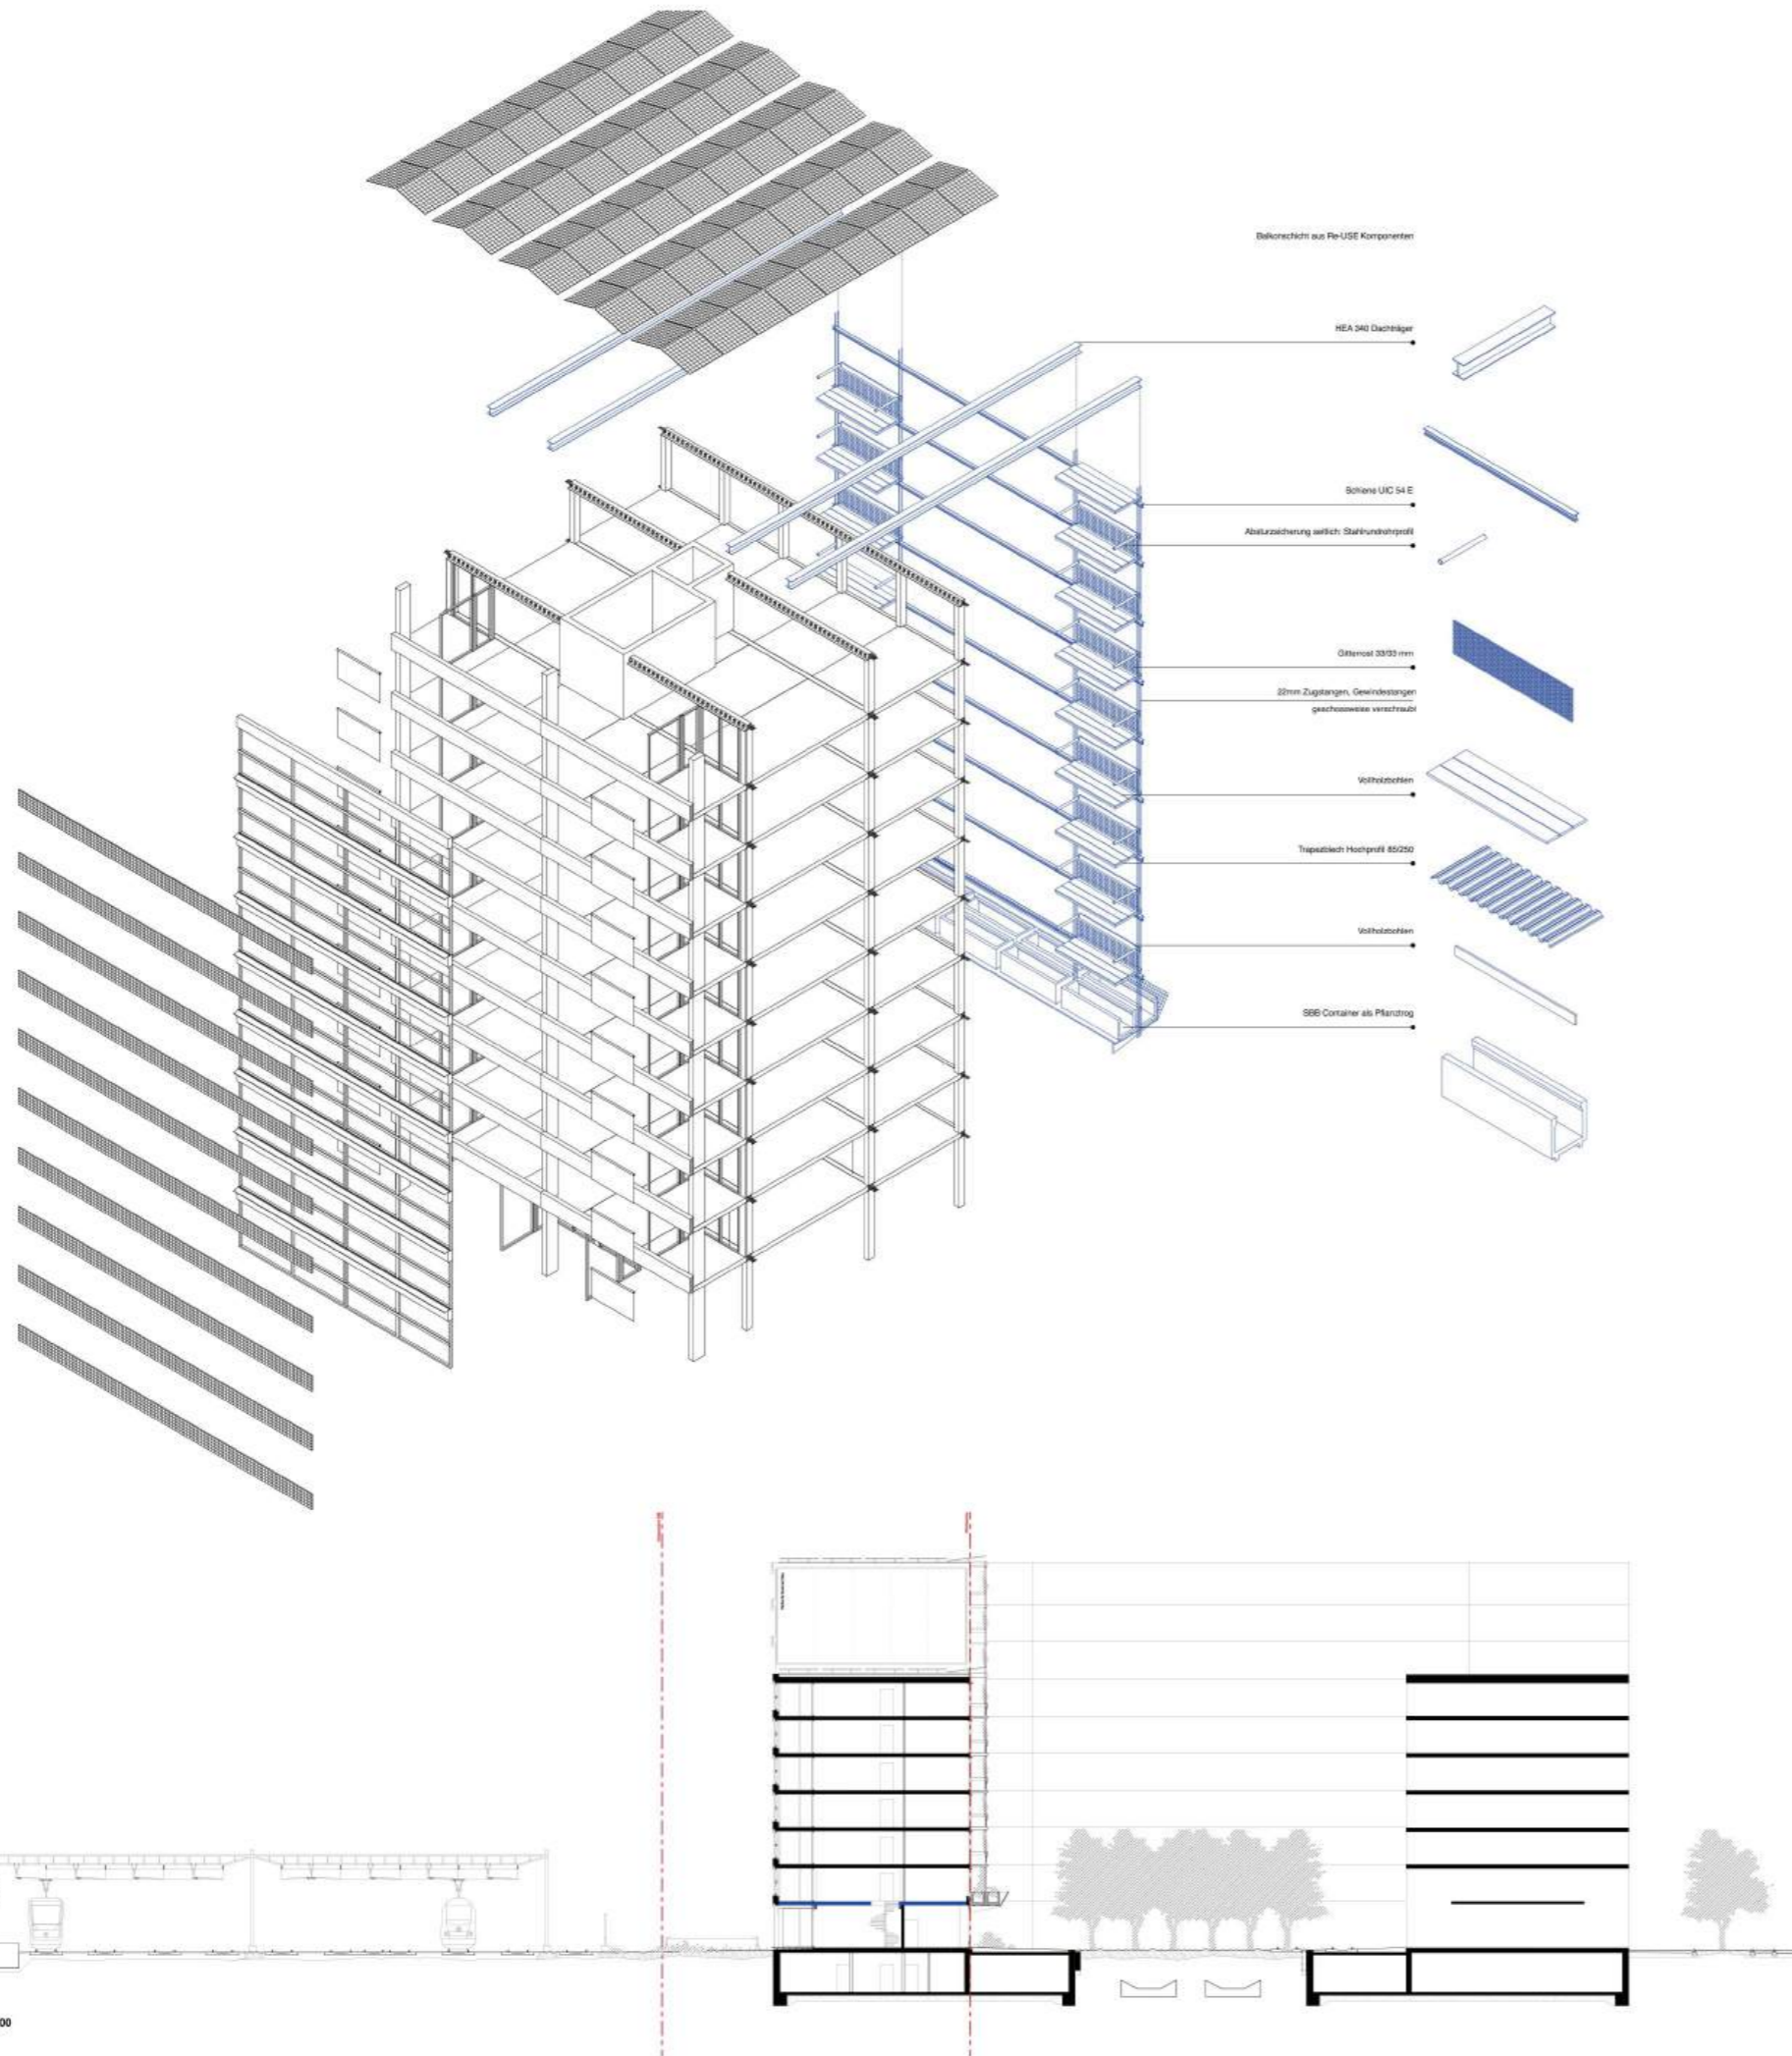 Balkonschicht aus Re-USE Komponenten
HEA 340 Dachträger
Schiene UIC 54 E
Absturzsicherung seitlich: Stahlrundrohrprofil
Gitterrost 33/33 mm
22mm Zugstangen, Gewindestangen
geschossweise verschraubt
Vollholzbohlen
Trapezblech Hochprofil 85/250
Vollholzbohlen
SBB Container als Pflanztrog
00